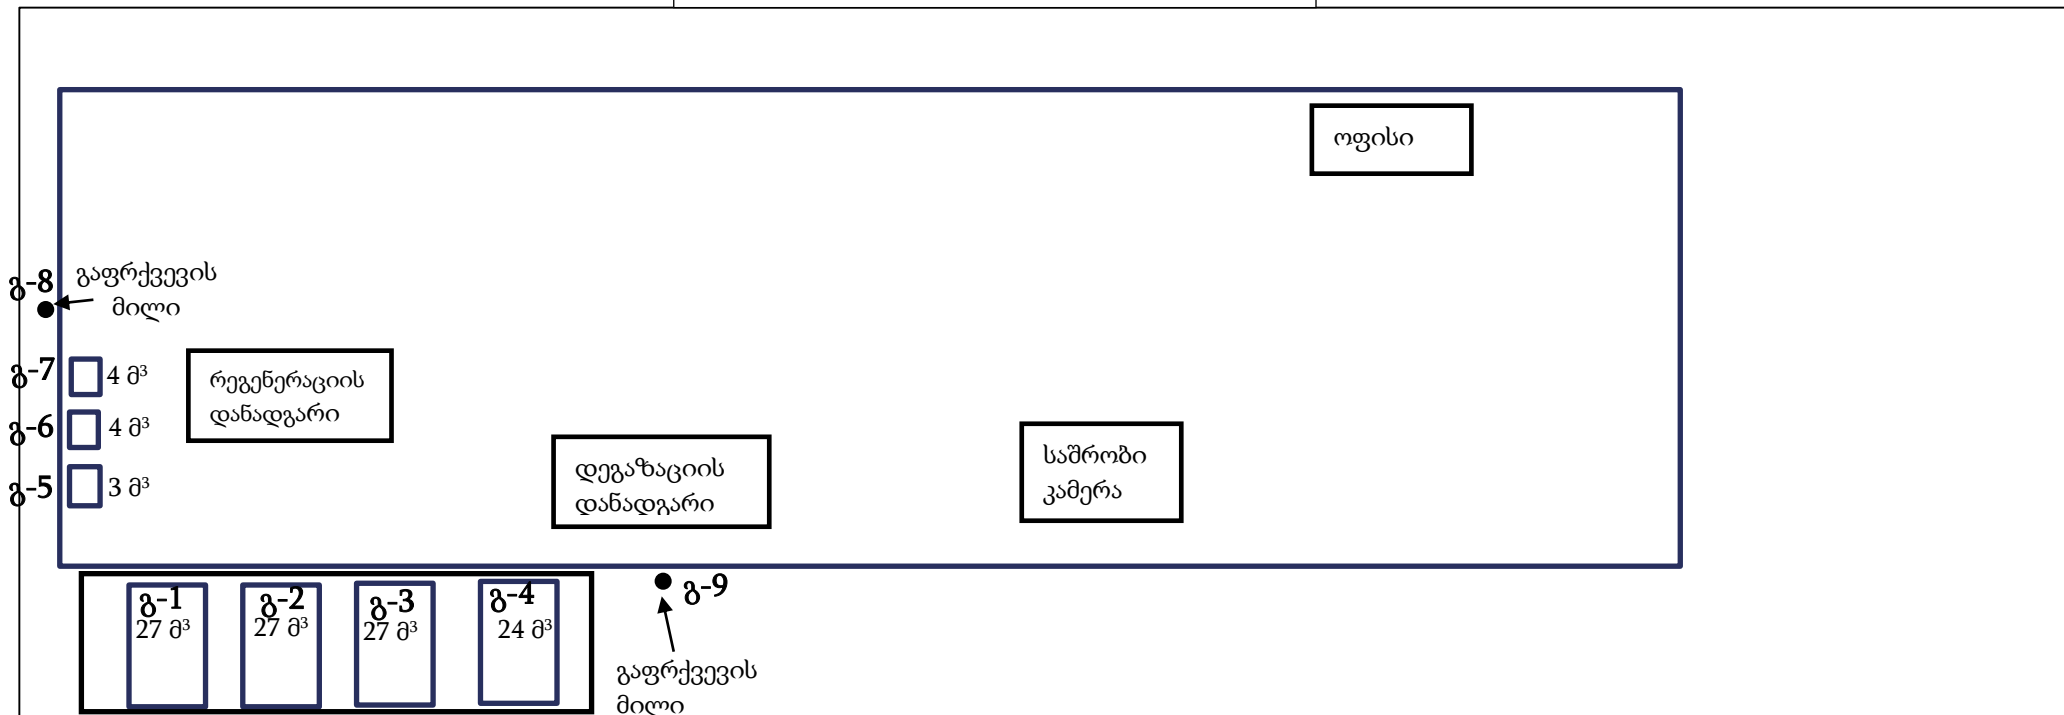 ოფისი
გ-8
გაფრქვევის
მილი
გ-7
4 მ³
რეგენერაციის
დანადგარი
გ-6
4 მ³
გ-5
3 მ³
დეგაზაციის
დანადგარი
საშრობი
კამერა
გ-1
27 მ³
გ-2
27 მ³
გ-3
27 მ³
გ-4
24 მ³
გ-9
გაფრქვევის
მილი